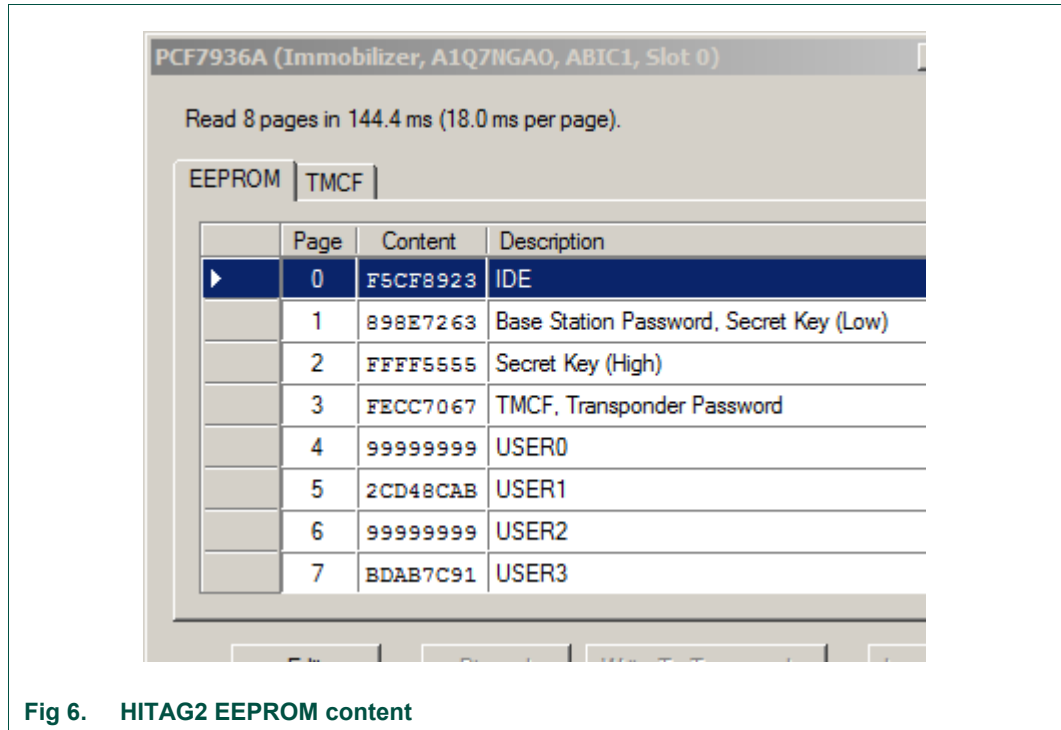 PCF7936A (Immobilizer, A1Q7NGA0, ABIC1, Slot 0)
Read 8 pages in 144.4 ms (18.0 ms per page).
EEPROM TMCF
Page Content Description
0 F5CF8923 IDE
1 898E7263 Base Station Password, Secret Key (Low)
2 FFFF5555 Secret Key (High)
3 FECC7067 TMCF, Transponder Password
4 99999999 USER0
5 2CD48CAB USER1
6 99999999 USER2
7 BDAB7C91 USER3
Fig 6. HITAG2 EEPROM content